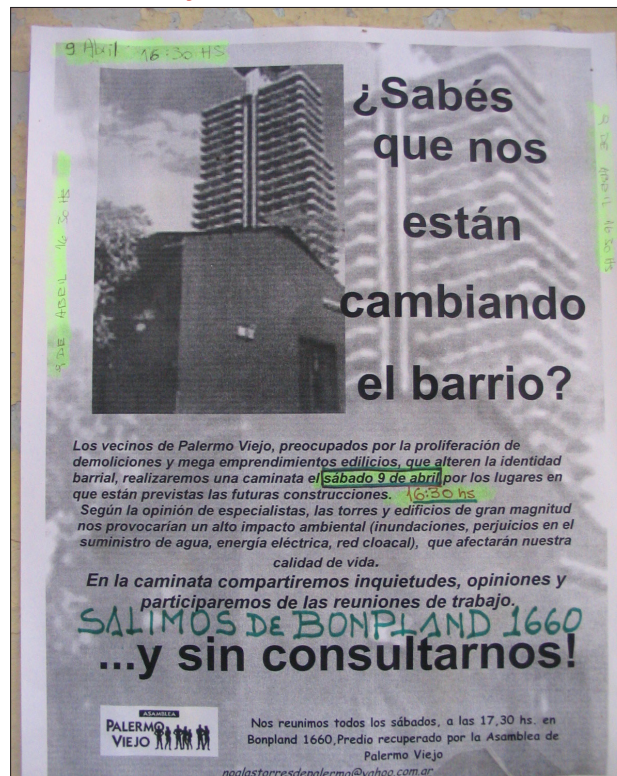 9 Abril 16:30 HS
¿Sabés
que nos
están
cambiando
el barrio?
9 DE ABRIL 16 30 HS
9 DE ABRIL 16 30 HS
Los vecinos de Palermo Viejo, preocupados por la proliferación de
demoliciones y mega emprendimientos edilicios, que alteren la identidad
barrial, realizaremos una caminata el sábado 9 de abril por los lugares en
que están previstas las futuras construcciones. 16:30 hs
Según la opinión de especialistas, las torres y edificios de gran magnitud
nos provocarían un alto impacto ambiental (inundaciones, perjuicios en el
suministro de agua, energía eléctrica, red cloacal), que afectarán nuestra
calidad de vida.
En la caminata compartiremos inquietudes, opiniones y
participaremos de las reuniones de trabajo.
SALIMOS DE BONPLAND 1660
...y sin consultarnos!
ASAMBLEA
PALERMO
VIEJO
Nos reunimos todos los sábados, a las 17,30 hs. en
Bonpland 1660,Predio recuperado por la Asamblea de
Palermo Viejo
noalastorresdepalermo@yahoo.com.ar